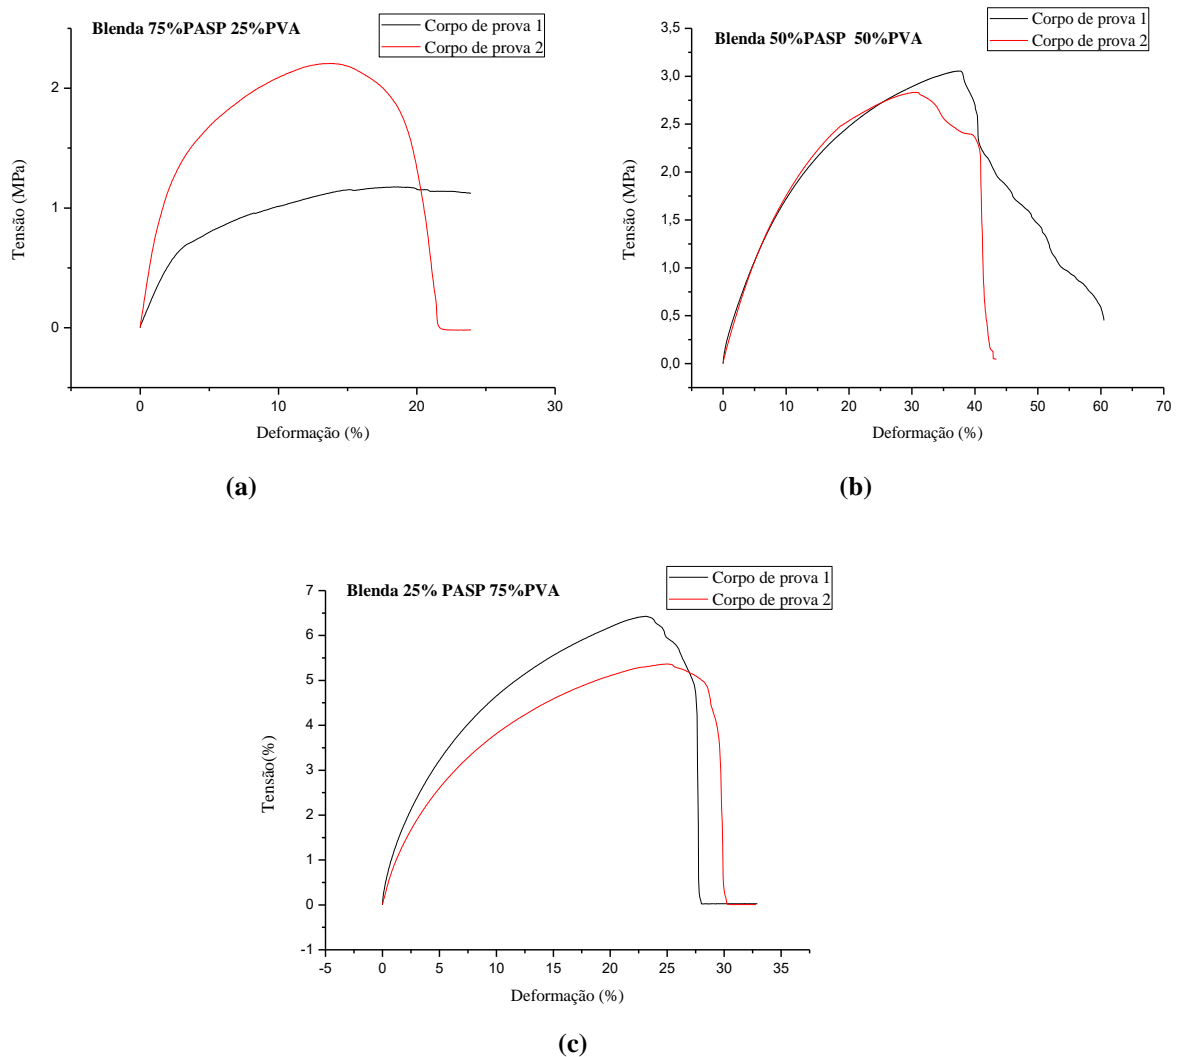 Blenda 75%PASP 25%PVA
Corpo de prova 1
Corpo de prova 2
2
1
0
Tensão (MPa)
0 10 20 30
Deformação (%)
(a)
Blenda 50%PASP 50%PVA
Corpo de prova 1
Corpo de prova 2
3,5
3,0
2,5
2,0
1,5
1,0
0,5
0,0
Tensão (MPa)
0 10 20 30 40 50 60 70
Deformação (%)
(b)
Blenda 25% PASP 75%PVA
Corpo de prova 1
Corpo de prova 2
7
6
5
4
3
2
1
0
-1
Tensão(%)
-5 0 5 10 15 20 25 30 35
Deformação (%)
(c)